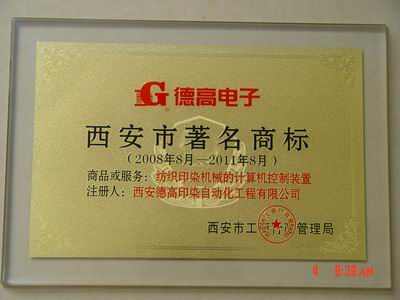 德高电子
西安市著名商标
(2008年8月—2011年8月)
商品或服务：纺织印染机械的计算机控制装置
注册人：西安德高印染自动化工程有限公司
西安市工 行 管理局
4 9:39AM